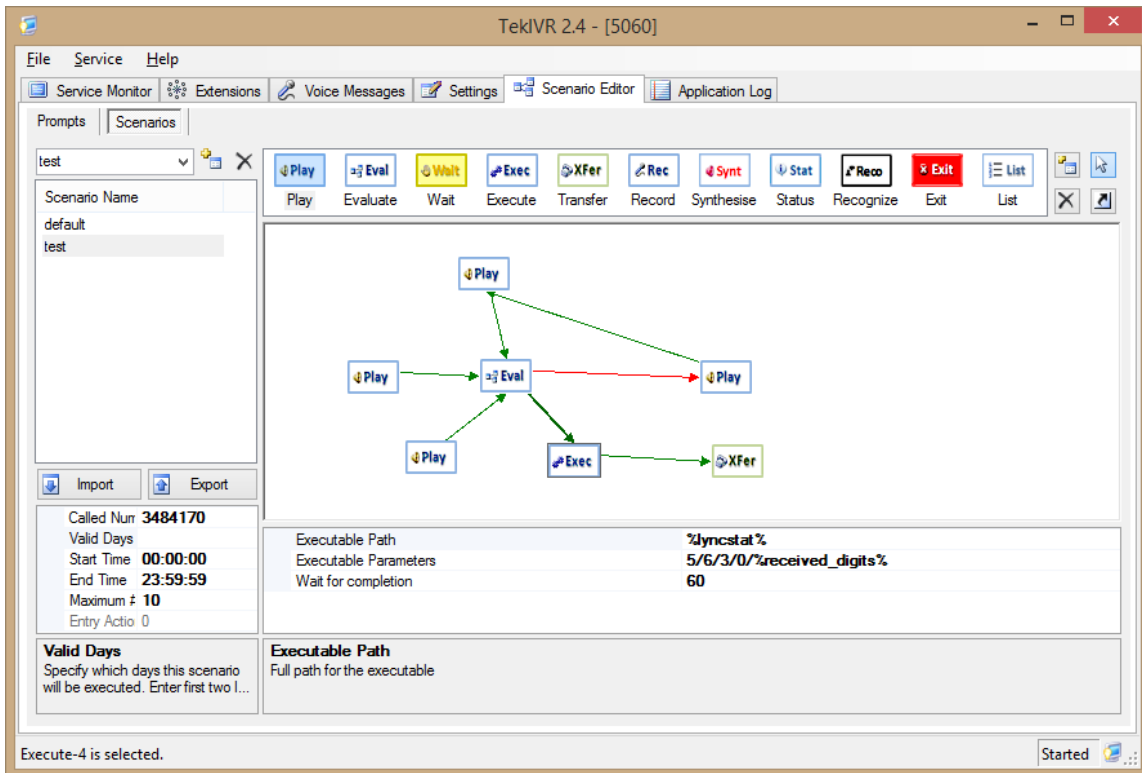 TekIVR 2.4 - [5060]
File Service Help
Service Monitor Extensions Voice Messages Settings Scenario Editor Application Log
Prompts Scenarios
test
Play Eval Wait Exec XFer Rec Synt Stat Reco Exit List
Play Evaluate Wait Execute Transfer Record Synthesise Status Recognize Exit List
Scenario Name
default
test
Play
Play Eval Play
Play Exec XFer
Import Export
Called Num 3484170
Valid Days
Start Time 00:00:00
End Time 23:59:59
Maximum # 10
Entry Actio 0
Executable Path %lyncstat%
Executable Parameters 5/6/3/0/%received_digits%
Wait for completion 60
Valid Days
Specify which days this scenario
will be executed. Enter first two l...
Executable Path
Full path for the executable
Execute-4 is selected.
Started